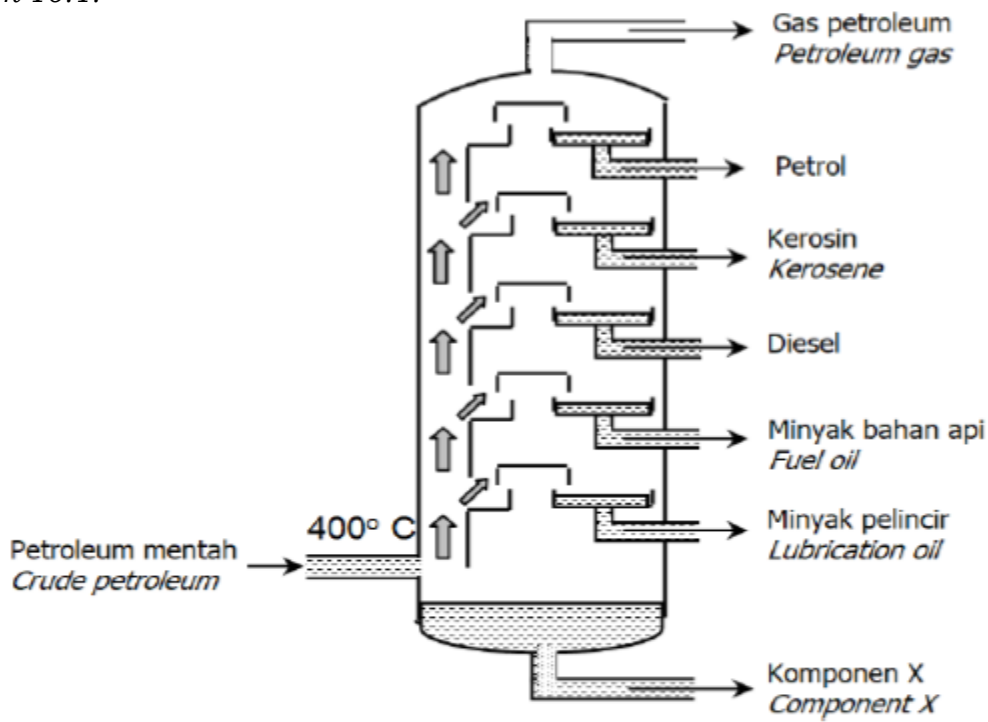 Gas petroleum
Petroleum gas
Petrol
Kerosin
Kerosene
Diesel
Minyak bahan api
Fuel oil
400° C
Minyak pelincir
Lubrication oil
Petroleum mentah
Crude petroleum
Komponen X
Component X